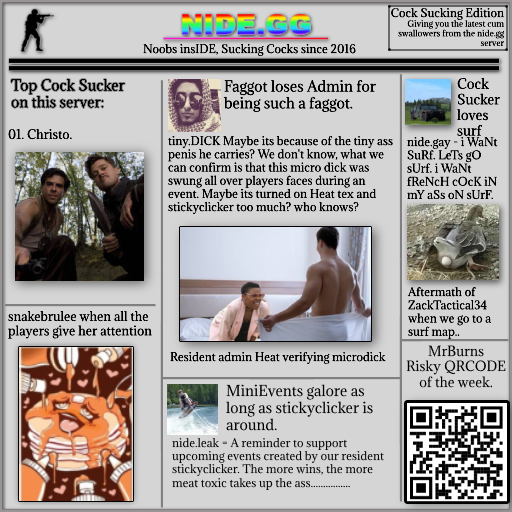 NIDE.GG
Noobs insIDE, Sucking Cocks since 2016
Cock Sucking Edition
Giving you the latest cum
swallowers from the nide.gg
server
Top Cock Sucker
on this server:
01. Christo.
snakebrulee when all the
players give her attention
Faggot loses Admin for
being such a faggot.
tiny.DICK Maybe its because of the tiny ass
penis he carries? We don't know, what we
can confirm is that this micro dick was
swung all over players faces during an
event. Maybe its turned on Heat tex and
stickyclicker too much? who knows?
Resident admin Heat verifying microdick
MiniEvents galore as
long as stickyclicker is
around.
nide.leak - A reminder to support
upcoming events created by our resident
stickyclicker. The more wins, the more
meat toxic takes up the ass................
Cock
Sucker
loves
surf
nide.gay - i WaNt
SuRf. LeTs gO
sUrf. i WaNt
fReNcH cOcK iN
mY aSs oN sUrF.
Aftermath of
ZackTactical34
when we go to a
surf map..
MrBurns
Risky QRCODE
of the week.